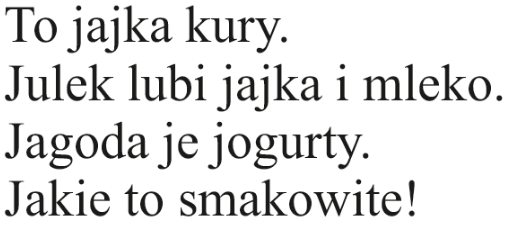 To jajka kury.
Julek lubi jajka i mleko.
Jagoda je jogurty.
Jakie to smakowite!